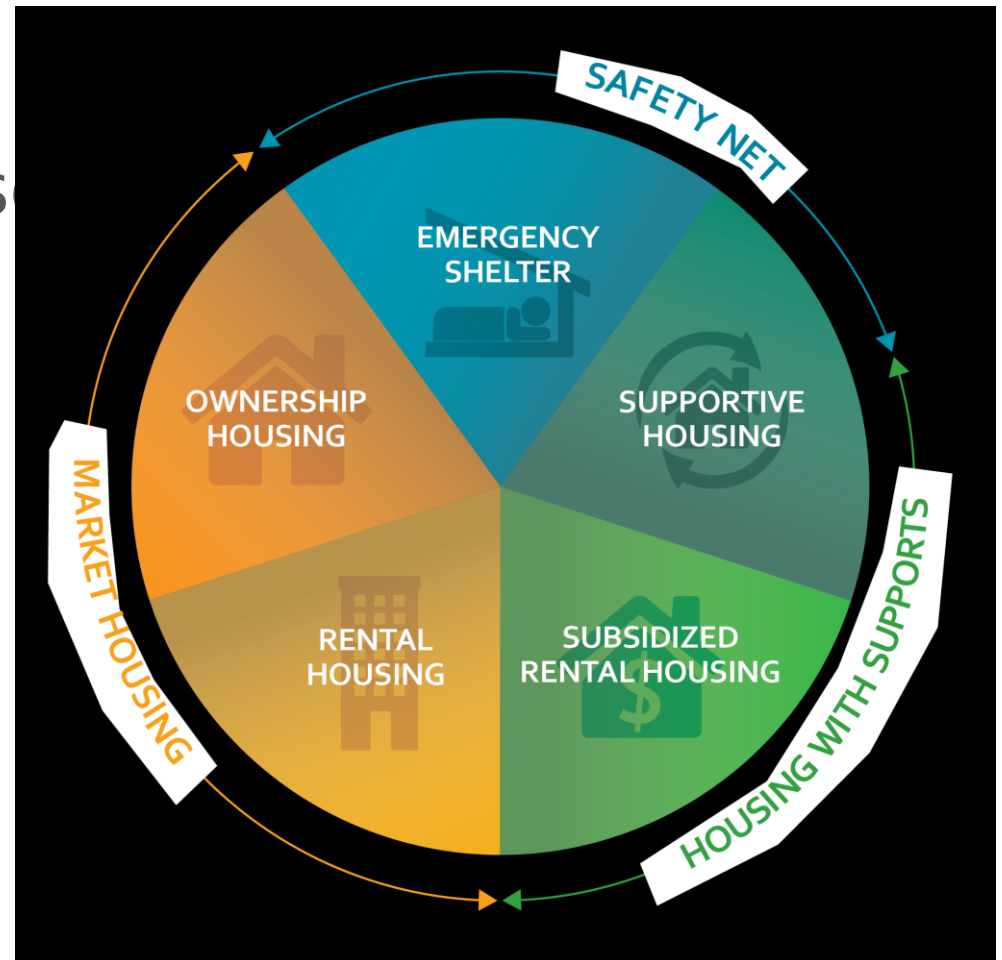 SAFETY NET
EMERGENCY
SHELTER
OWNERSHIP
HOUSING
SUPPORTIVE
HOUSING
MARKET HOUSING
RENTAL
HOUSING
SUBSIDIZED
RENTAL HOUSING
$
HOUSING WITH SUPPORTS